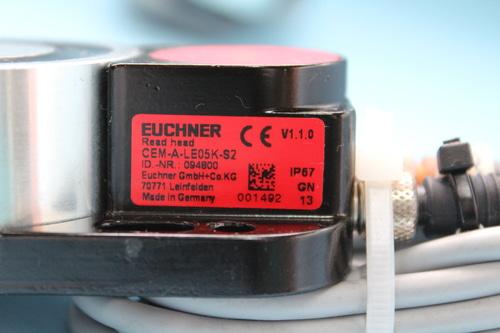 EUCHNER CE V1.1.0
Read head
CEM-A-LE05K-S2
ID.-NR.: 094800
Euchner GmbH+Co.KG IP67
70771 Leinfelden GN
Made in Germany 001492 13